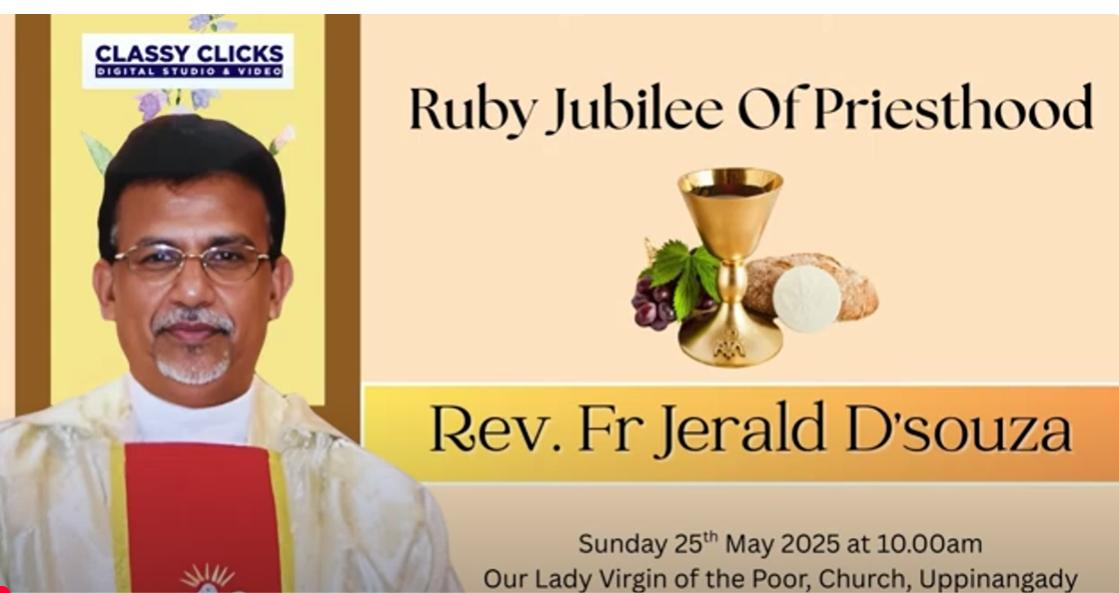 CLASSY CLICKS
DIGITAL STUDIO & VIDEO
Ruby Jubilee Of Priesthood
Rev. Fr Jerald D'souza
Sunday 25th May 2025 at 10.00am
Our Lady Virgin of the Poor, Church, Uppinangady